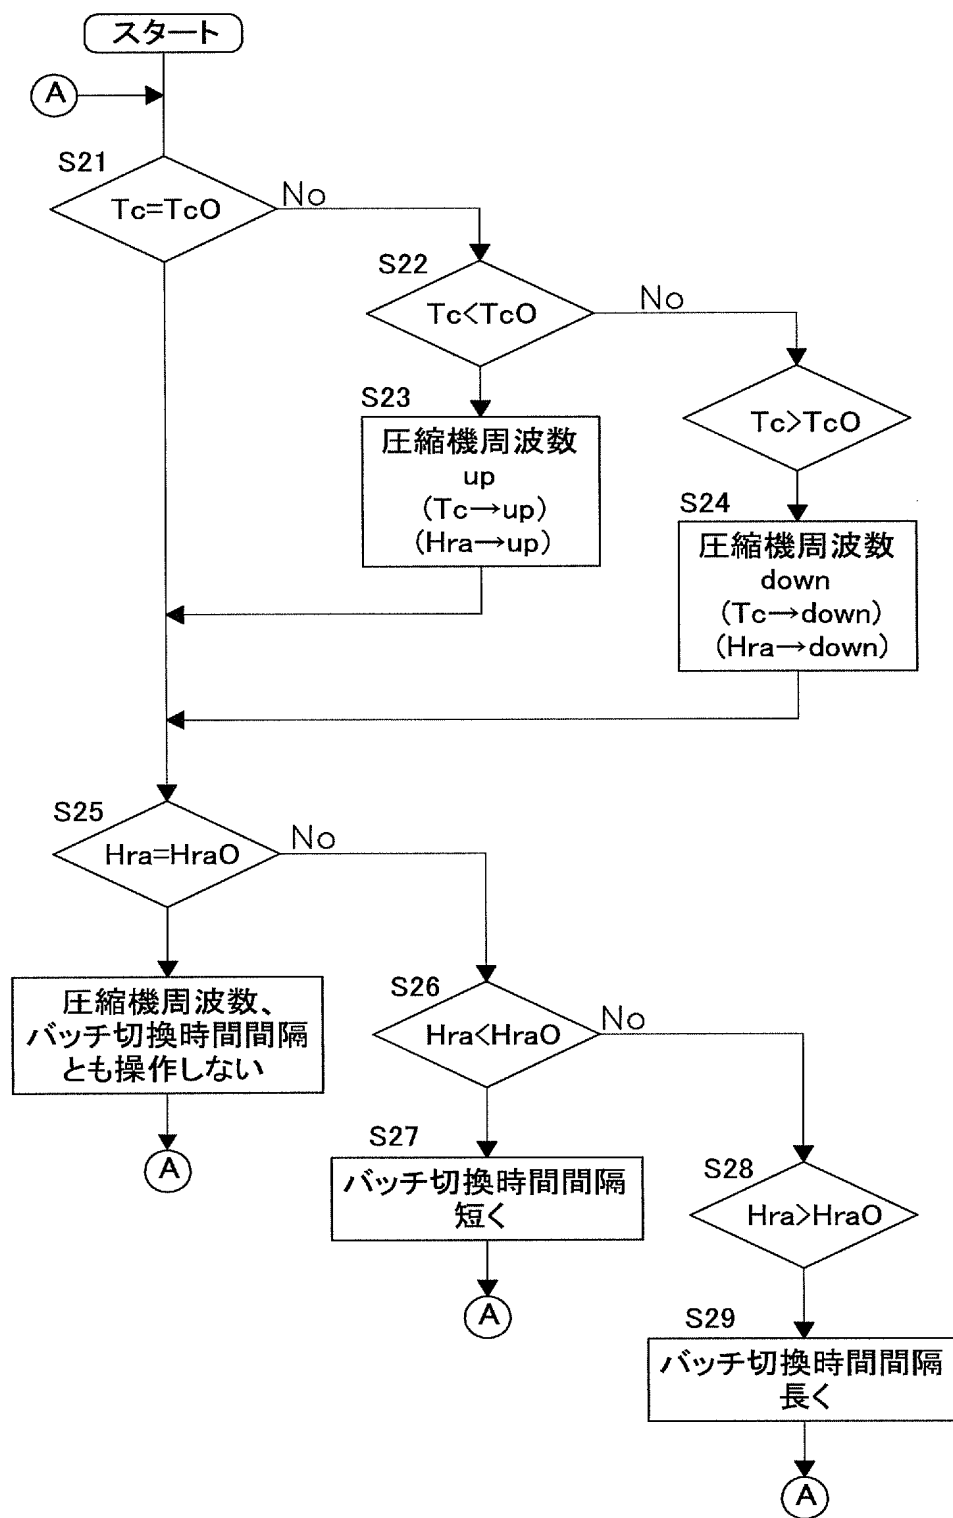 スタート
A
S21
Tc=TcO
No
S22
Tc<TcO
No
S23
圧縮機周波数
up
(Tc→up)
(Hra→up)
Tc>TcO
S24
圧縮機周波数
down
(Tc→down)
(Hra→down)
S25
Hra=HraO
No
圧縮機周波数、
バッチ切換時間間隔
とも操作しない
A
S26
Hra<HraO
No
S27
バッチ切換時間間隔
短く
A
S28
Hra>HraO
S29
バッチ切換時間間隔
長く
A